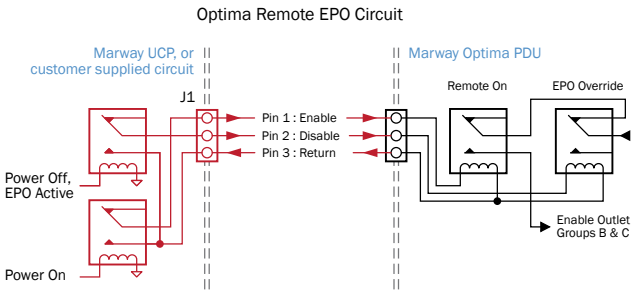 Optima Remote EPO Circuit
Marway UCP, or
customer supplied circuit
Marway Optima PDU
J1
Remote On
EPO Override
Pin 1 : Enable
Pin 2 : Disable
Pin 3 : Return
Power Off,
EPO Active
Power On
Enable Outlet
Groups B & C